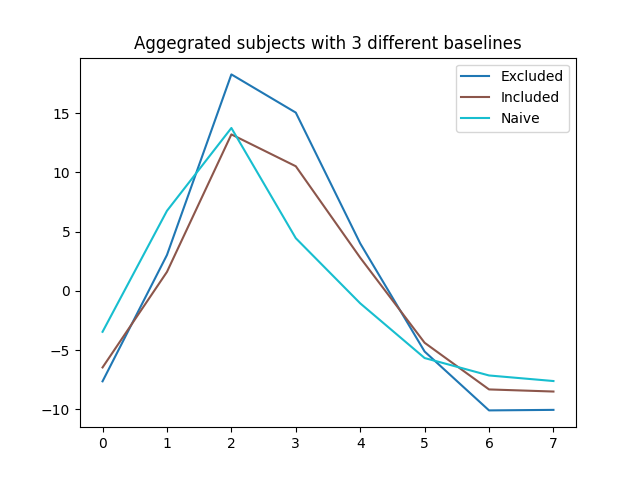 Aggegrated subjects with 3 different baselines
Excluded
Included
Naive
15
10
5
0
−5
−10
0 1 2 3 4 5 6 7